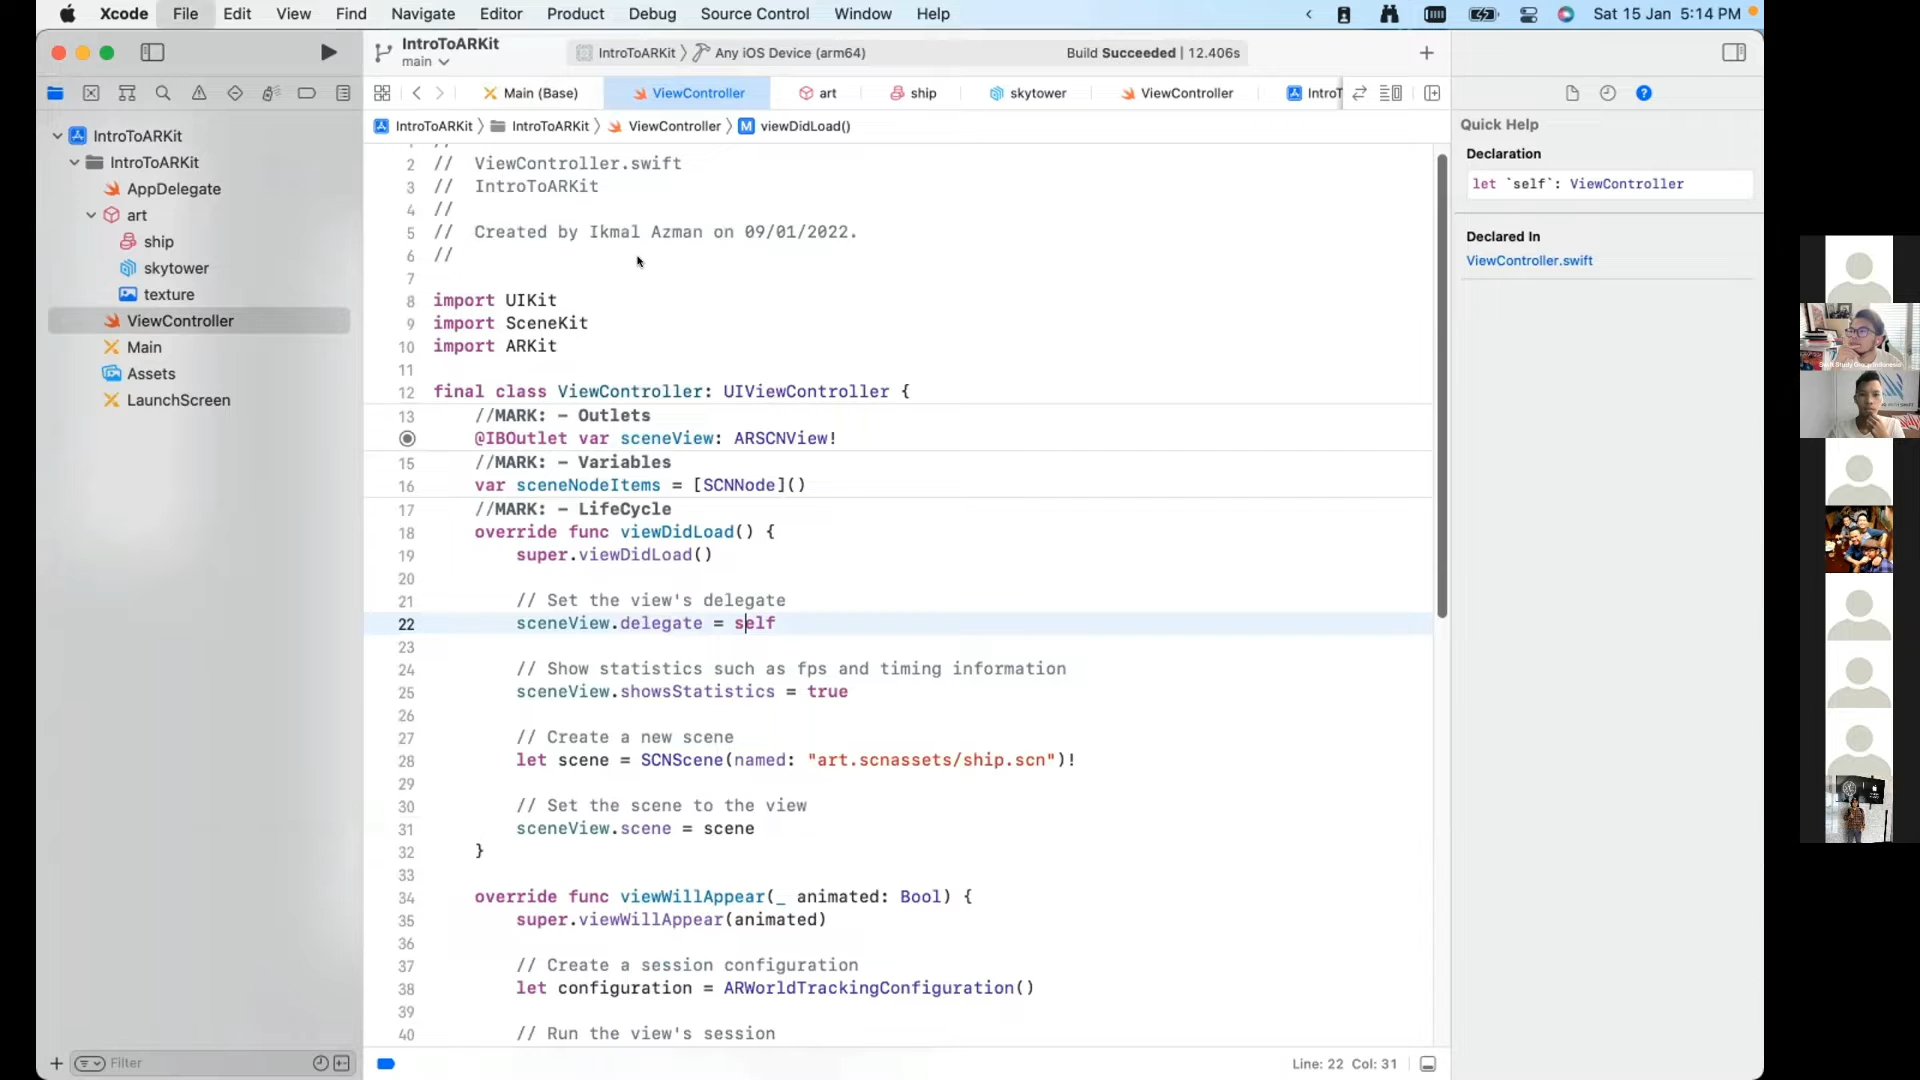 Xcode File Edit View Find Navigate Editor Product Debug Source Control Window Help Sat 15 Jan 5:14 PM
IntroToARKit
main
IntroToARKit Any iOS Device (arm64) Build Succeeded | 12.406s
Main (Base) ViewController art ship skytower ViewController IntroT
IntroToARKit IntroToARKit ViewController M viewDidLoad()
IntroToARKit
IntroToARKit
AppDelegate
art
ship
skytower
texture
ViewController
Main
Assets
LaunchScreen
Filter
2 // ViewController.swift
3 // IntroToARKit
4 //
5 // Created by Ikmal Azman on 09/01/2022.
6 //
7
8 import UIKit
9 import SceneKit
10 import ARKit
11
12 final class ViewController: UIViewController {
13 //MARK: - Outlets
@IBOutlet var sceneView: ARSCNView!
15 //MARK: - Variables
16 var sceneNodeItems = [SCNNode]()
17 //MARK: - LifeCycle
18 override func viewDidLoad() {
19 super.viewDidLoad()
20
21 // Set the view's delegate
22 sceneView.delegate = self
23
24 // Show statistics such as fps and timing information
25 sceneView.showsStatistics = true
26
27 // Create a new scene
28 let scene = SCNScene(named: "art.scnassets/ship.scn")!
29
30 // Set the scene to the view
31 sceneView.scene = scene
32 }
33
34 override func viewWillAppear(_ animated: Bool) {
35 super.viewWillAppear(animated)
36
37 // Create a session configuration
38 let configuration = ARWorldTrackingConfiguration()
39
40 // Run the view's session
Line: 22 Col: 31
Quick Help
Declaration
let `self`: ViewController
Declared In
ViewController.swift